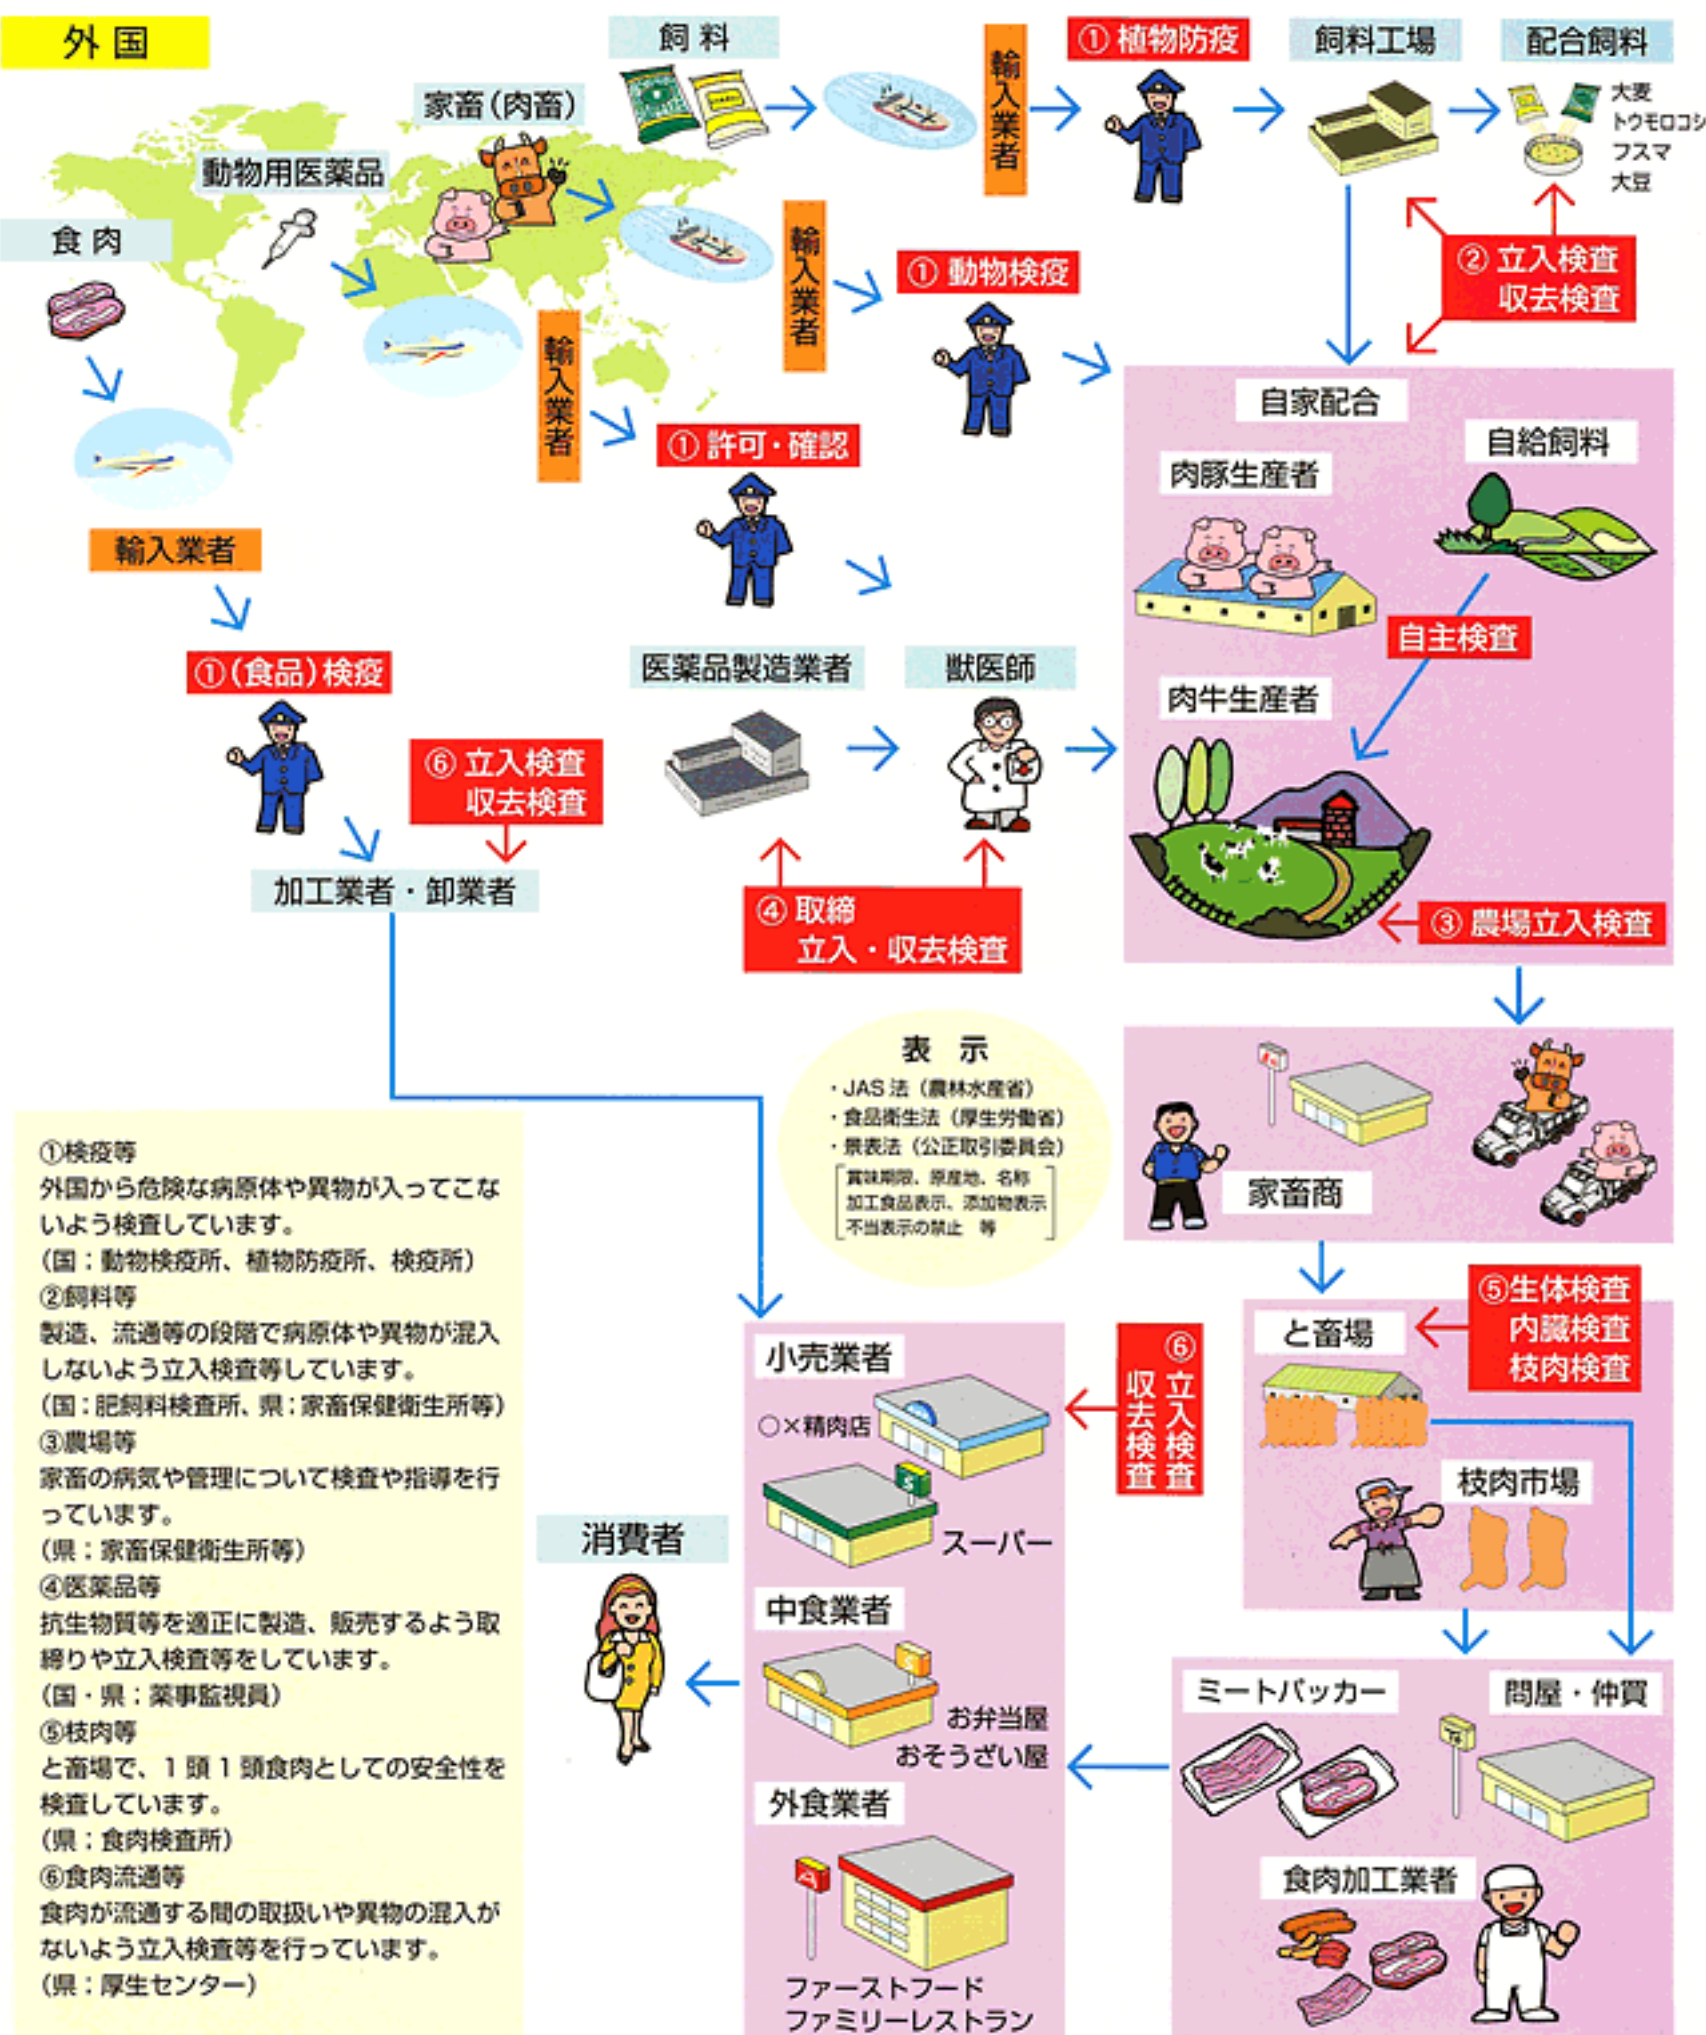 外国
飼料
輸入業者
① 植物防疫
飼料工場
配合飼料
大麦
トウモロコシ
フスマ
大豆
家畜（肉畜）
動物用医薬品
食肉
輸入業者
① 動物検疫
② 立入検査
収去検査
輸入業者
① 許可・確認
輸入業者
①（食品）検疫
⑥ 立入検査
収去検査
加工業者・卸業者
医薬品製造業者
獣医師
④ 取締
立入・収去検査
自家配合
自給飼料
肉豚生産者
自主検査
肉牛生産者
③ 農場立入検査
表 示
・JAS 法（農林水産省）
・食品衛生法（厚生労働省）
・景表法（公正取引委員会）
賞味期限、原産地、名称
加工食品表示、添加物表示
不当表示の禁止 等
家畜商
⑤生体検査
内臓検査
枝肉検査
と畜場
枝肉市場
ミートパッカー
問屋・仲買
食肉加工業者
⑥ 立入検査
収去検査
小売業者
○×精肉店
スーパー
中食業者
お弁当屋
おそうざい屋
外食業者
ファーストフード
ファミリーレストラン
消費者
①検疫等
外国から危険な病原体や異物が入ってこな
いよう検査しています。
（国：動物検疫所、植物防疫所、検疫所）
②飼料等
製造、流通等の段階で病原体や異物が混入
しないよう立入検査等しています。
（国：肥飼料検査所、県：家畜保健衛生所等）
③農場等
家畜の病気や管理について検査や指導を行
っています。
（県：家畜保健衛生所等）
④医薬品等
抗生物質等を適正に製造、販売するよう取
締りや立入検査等をしています。
（国・県：薬事監視員）
⑤枝肉等
と畜場で、1 頭 1 頭食肉としての安全性を
検査しています。
（県：食肉検査所）
⑥食肉流通等
食肉が流通する間の取扱いや異物の混入が
ないよう立入検査等を行っています。
（県：厚生センター）